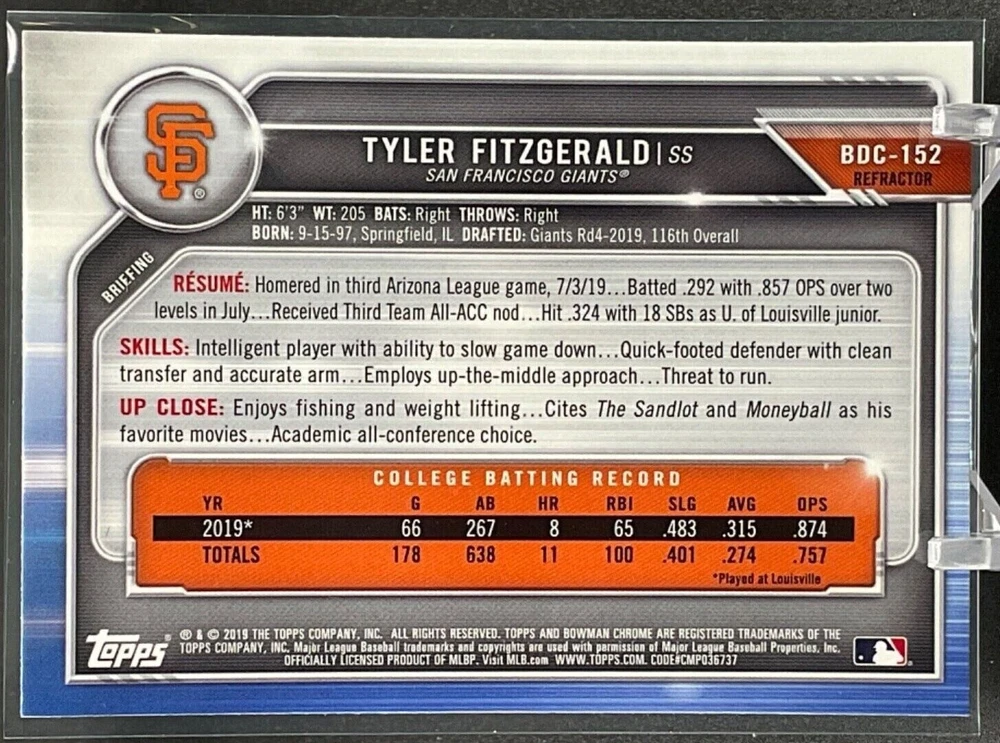 SF®
TYLER FITZGERALD | SS
SAN FRANCISCO GIANTS®
BDC-152
REFRACTOR
HT: 6'3" WT: 205 BATS: Right THROWS: Right
BORN: 9-15-97, Springfield, IL DRAFTED: Giants Rd4-2019, 116th Overall
BRIEFING
RÉSUMÉ: Homered in third Arizona League game, 7/3/19...Batted .292 with .857 OPS over two
levels in July...Received Third Team All-ACC nod...Hit .324 with 18 SBs as U. of Louisville junior.
SKILLS: Intelligent player with ability to slow game down...Quick-footed defender with clean
transfer and accurate arm...Employs up-the-middle approach...Threat to run.
UP CLOSE: Enjoys fishing and weight lifting...Cites The Sandlot and Moneyball as his
favorite movies...Academic all-conference choice.
COLLEGE BATTING RECORD
YR G AB HR RBI SLG AVG OPS
2019* 66 267 8 65 .483 .315 .874
TOTALS 178 638 11 100 .401 .274 .757
*Played at Louisville
Topps®
® & © 2019 THE TOPPS COMPANY, INC. ALL RIGHTS RESERVED. TOPPS AND BOWMAN CHROME ARE REGISTERED TRADEMARKS OF THE
TOPPS COMPANY, INC. Major League Baseball trademarks and copyrights are used with permission of Major League Baseball Properties, Inc.
OFFICIALLY LICENSED PRODUCT OF MLBP. Visit MLB.com WWW.TOPPS.COM. CODE#CMP036737